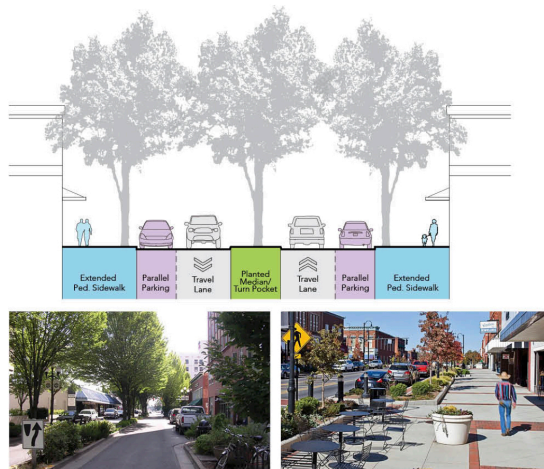 Extended
Ped. Sidewalk
Parallel
Parking
Travel
Lane
Planted
Median/
Turn Pocket
Travel
Lane
Parallel
Parking
Extended
Ped. Sidewalk